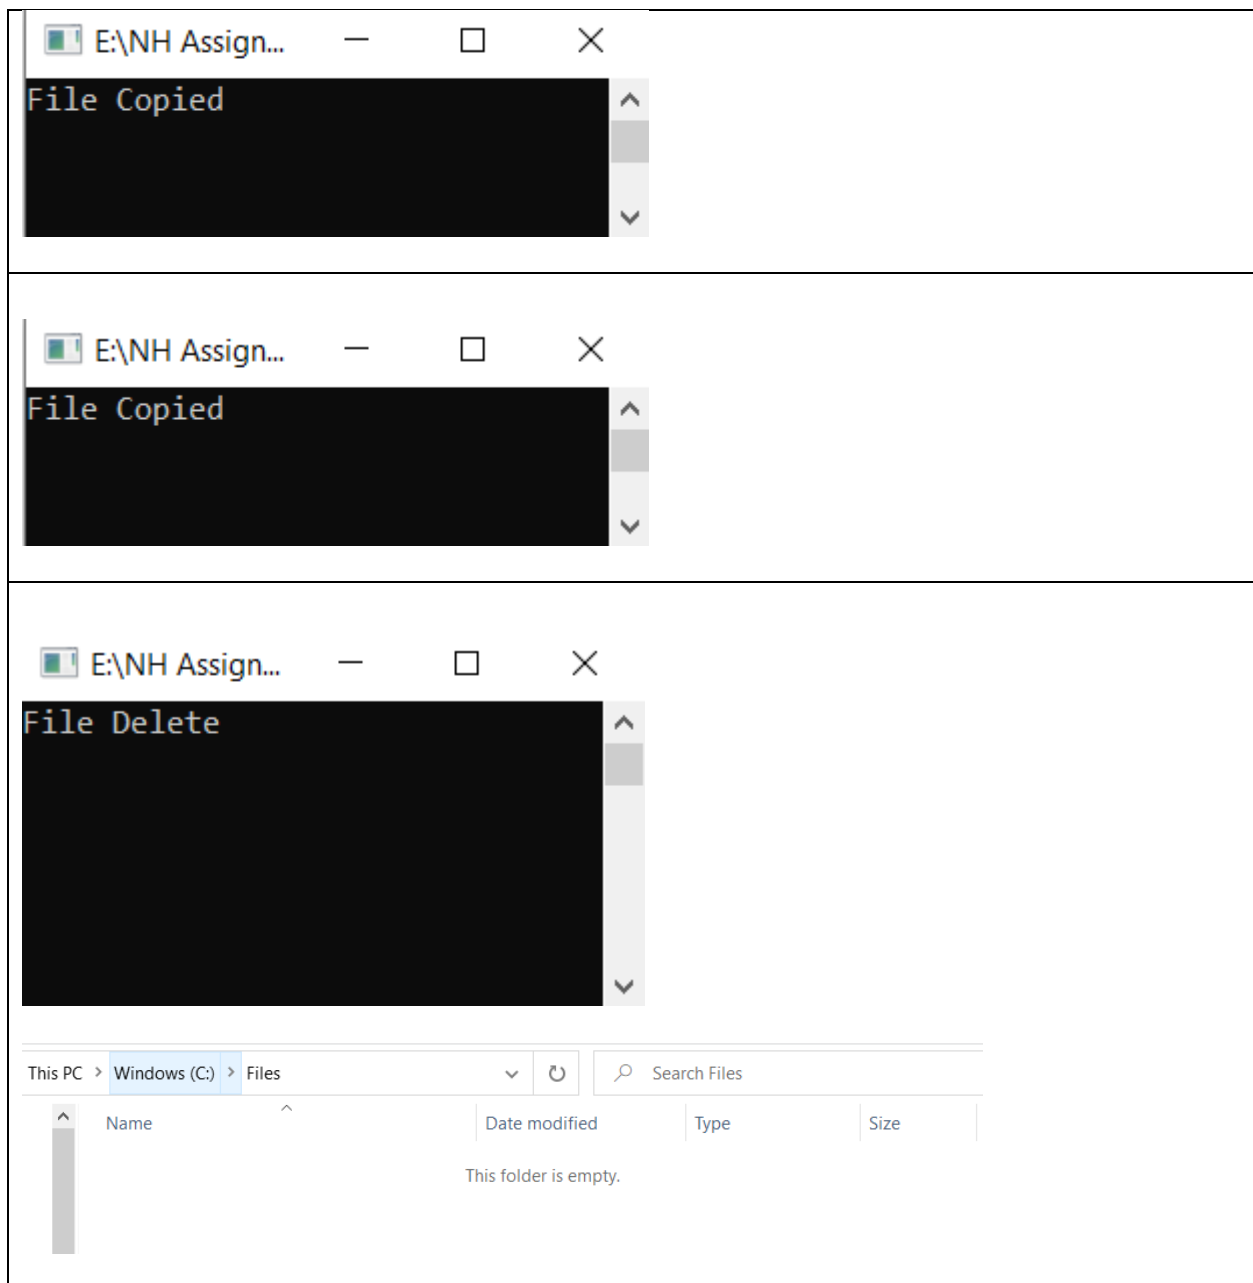 E:\NH Assign...
File Copied
E:\NH Assign...
File Copied
E:\NH Assign...
File Delete
This PC > Windows (C:) > Files
Search Files
Name Date modified Type Size
This folder is empty.